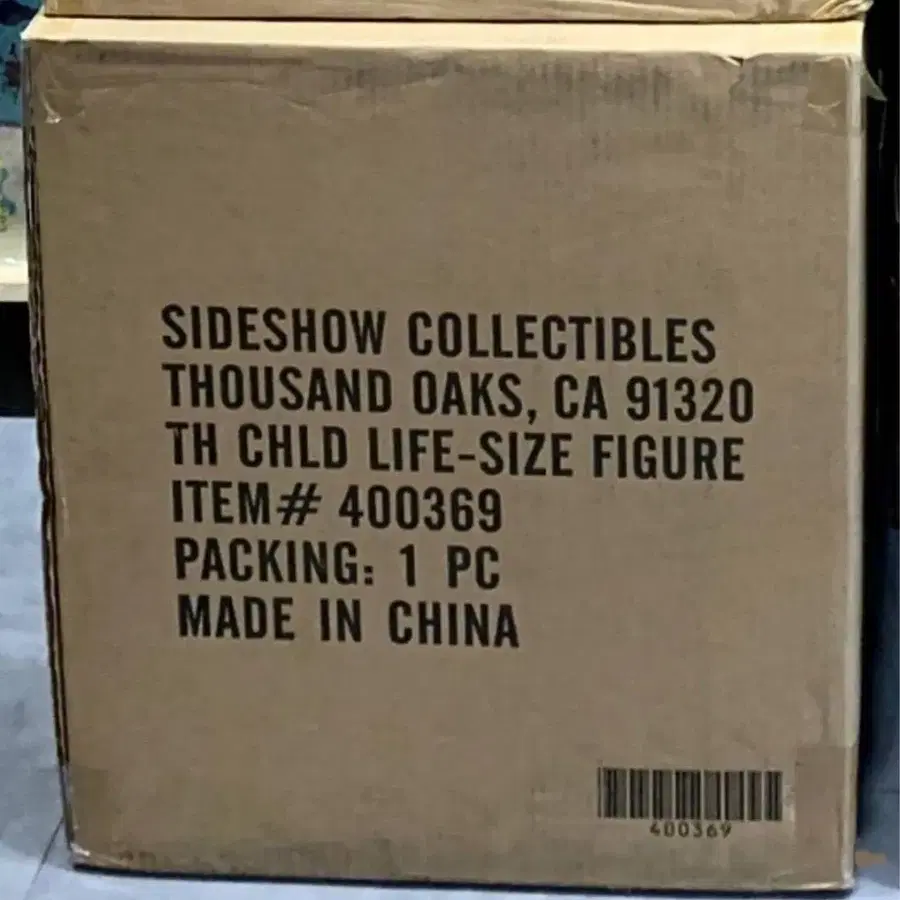 SIDESHOW COLLECTIBLES
THOUSAND OAKS, CA 91320
TH CHLD LIFE-SIZE FIGURE
ITEM# 400369
PACKING: 1 PC
MADE IN CHINA
400369